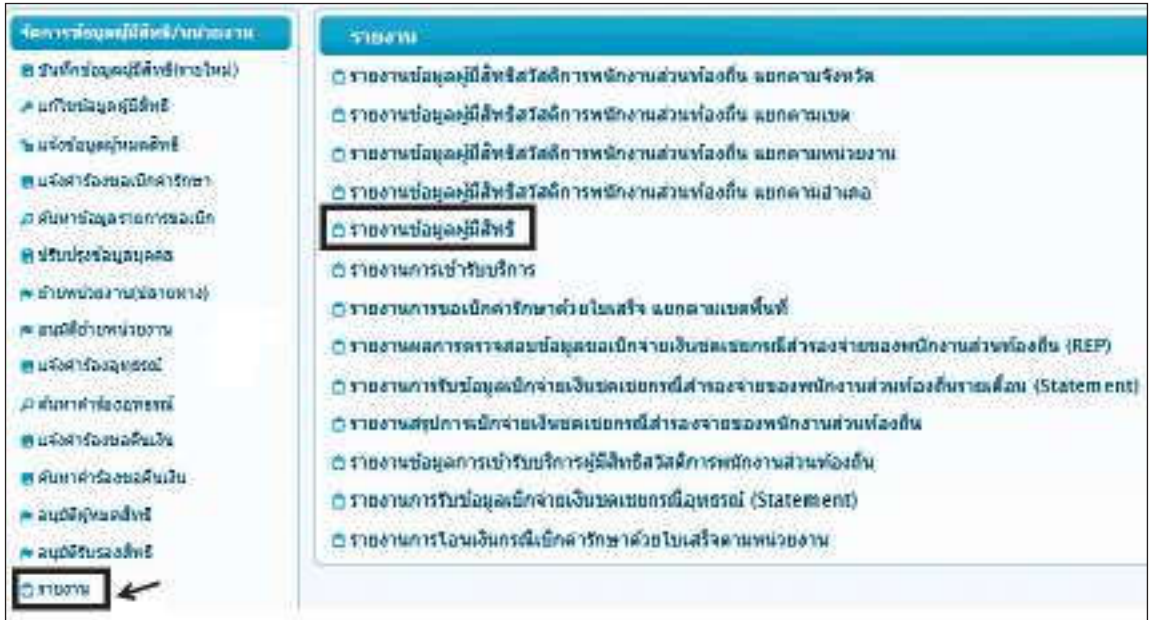 จัดการข้อมูลผู้มีสิทธิ/หน่วยงาน
บันทึกข้อมูลผู้มีสิทธิ(รายใหม่)
แก้ไขข้อมูลผู้มีสิทธิ
แจ้งข้อมูลผู้หมดสิทธิ
แจ้งคำร้องขอเบิกค่ารักษา
ค้นหาข้อมูลรายการขอเบิก
ปรับปรุงข้อมูลบุคคล
ย้ายหน่วยงาน(ปลายทาง)
อนุมัติย้ายหน่วยงาน
แจ้งคำร้องอุทธรณ์
ค้นหาคำร้องอุทธรณ์
แจ้งคำร้องขอคืนเงิน
ค้นหาคำร้องขอคืนเงิน
อนุมัติผู้หมดสิทธิ
อนุมัติรับรองสิทธิ
รายงาน
รายงาน
รายงานข้อมูลผู้มีสิทธิสวัสดิการพนักงานส่วนท้องถิ่น แยกตามจังหวัด
รายงานข้อมูลผู้มีสิทธิสวัสดิการพนักงานส่วนท้องถิ่น แยกตามเขต
รายงานข้อมูลผู้มีสิทธิสวัสดิการพนักงานส่วนท้องถิ่น แยกตามหน่วยงาน
รายงานข้อมูลผู้มีสิทธิสวัสดิการพนักงานส่วนท้องถิ่น แยกตามอำเภอ
รายงานข้อมูลผู้มีสิทธิ
รายงานการเข้ารับบริการ
รายงานการขอเบิกค่ารักษาด้วยใบเสร็จ แยกตามเขตพื้นที่
รายงานผลการตรวจสอบข้อมูลขอเบิกจ่ายเงินชดเชยกรณีสำรองจ่ายของพนักงานส่วนท้องถิ่น (REP)
รายงานการรับข้อมูลเบิกจ่ายเงินชดเชยกรณีสำรองจ่ายของพนักงานส่วนท้องถิ่นรายเดือน (Statement)
รายงานสรุปการเบิกจ่ายเงินชดเชยกรณีสำรองจ่ายของพนักงานส่วนท้องถิ่น
รายงานข้อมูลการเข้ารับบริการผู้มีสิทธิสวัสดิการพนักงานส่วนท้องถิ่น
รายงานการรับข้อมูลเบิกจ่ายเงินชดเชยกรณีอุทธรณ์ (Statement)
รายงานการโอนเงินกรณีเบิกค่ารักษาด้วยใบเสร็จตามหน่วยงาน